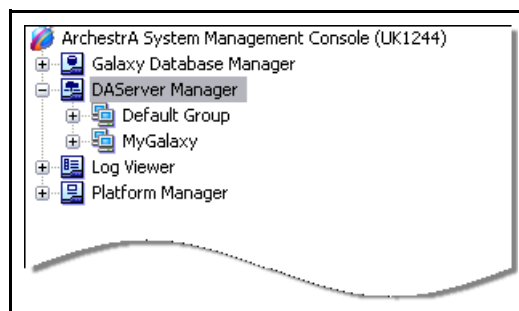 ArchestrA System Management Console (UK1244)
Galaxy Database Manager
DAServer Manager
Default Group
MyGalaxy
Log Viewer
Platform Manager